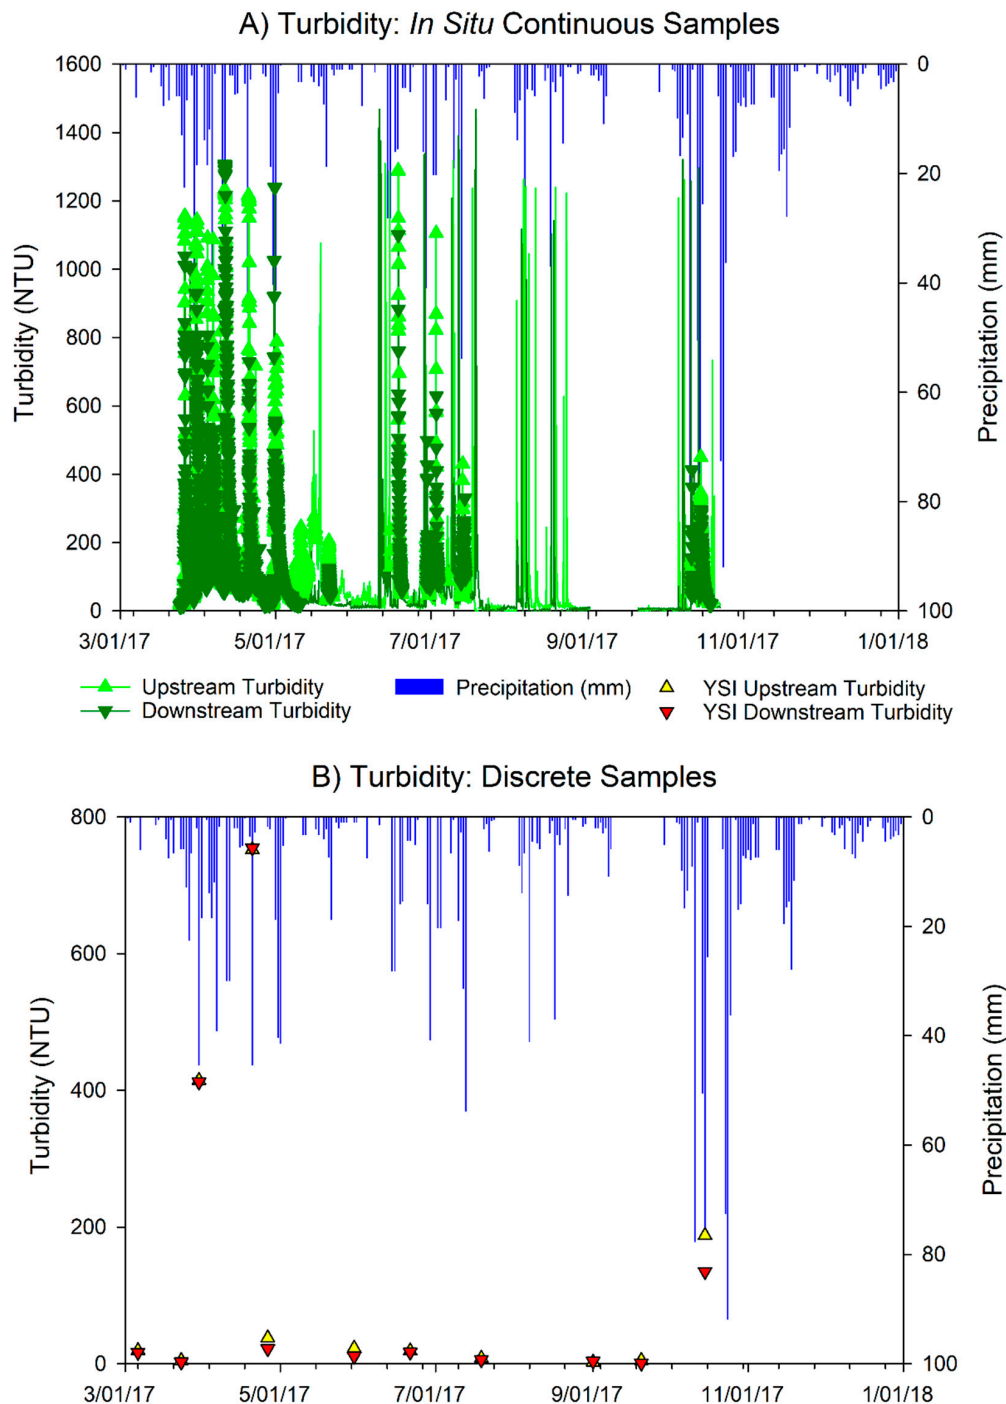 A) Turbidity: In Situ Continuous Samples
1600
1400
1200
1000
800
600
400
200
0
Turbidity (NTU)
0
20
40
60
80
100
Precipitation (mm)
3/01/17 5/01/17 7/01/17 9/01/17 11/01/17 1/01/18
Upstream Turbidity Precipitation (mm) YSI Upstream Turbidity
Downstream Turbidity YSI Downstream Turbidity
B) Turbidity: Discrete Samples
800
600
400
200
0
Turbidity (NTU)
0
20
40
60
80
100
Precipitation (mm)
3/01/17 5/01/17 7/01/17 9/01/17 11/01/17 1/01/18